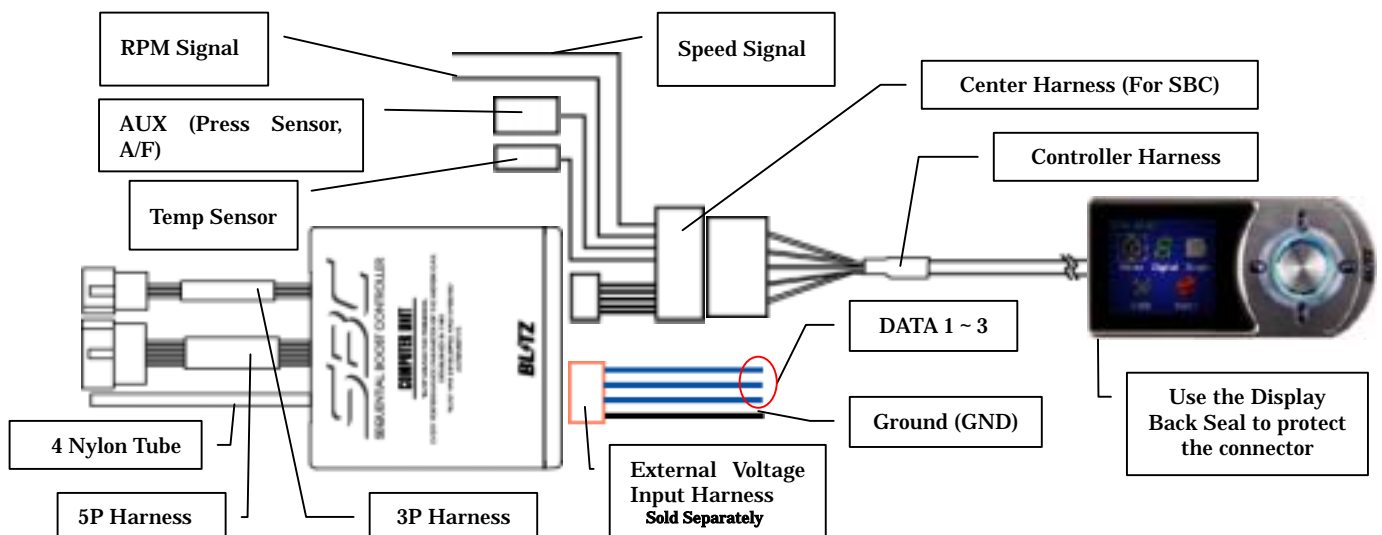 RPM Signal
Speed Signal
Center Harness (For SBC)
AUX (Press Sensor,
A/F)
Controller Harness
Temp Sensor
SBC
SEQUENTIAL BOOST CONTROLLER
COMPUTER UNIT
BLITZ
Digital
BLITZ
DATA 1 ~ 3
Ground (GND)
Use the Display
Back Seal to protect
the connector
4 Nylon Tube
External Voltage
Input Harness
Sold Separately
5P Harness
3P Harness